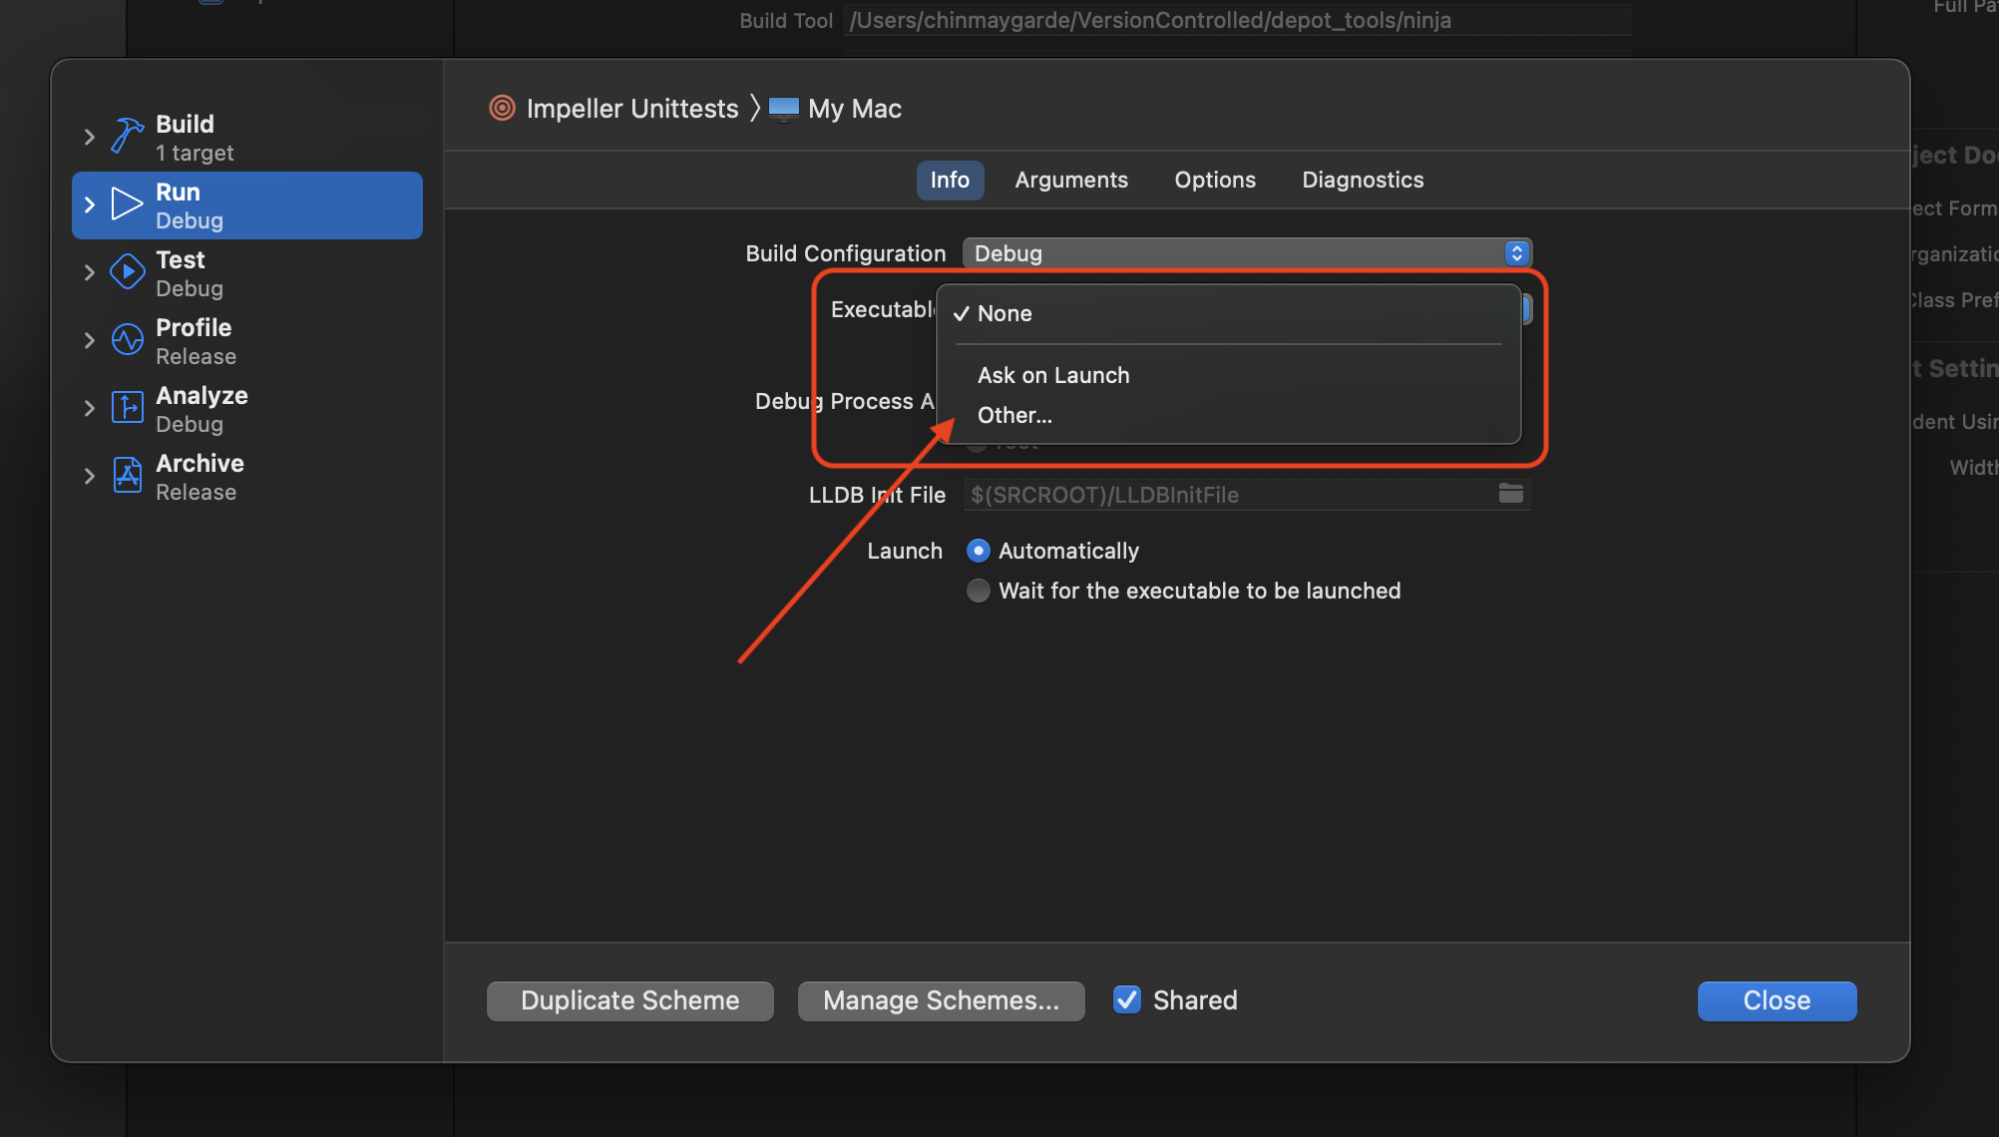 Build Tool /Users/chinmaygarde/VersionControlled/depot_tools/ninja
Impeller Unittests 〉 My Mac
Info Arguments Options Diagnostics
Build
1 target
Run
Debug
Test
Debug
Profile
Release
Analyze
Debug
Archive
Release
Build Configuration Debug
Executable
✓ None
Ask on Launch
Other...
Debug Process A
LLDB Init File $(SRCROOT)/LLDBInitFile
Launch Automatically
Wait for the executable to be launched
Duplicate Scheme Manage Schemes... Shared Close
Full Pa
ject Do
ect Form
rganizatio
Class Pref
t Settin
dent Usin
Width